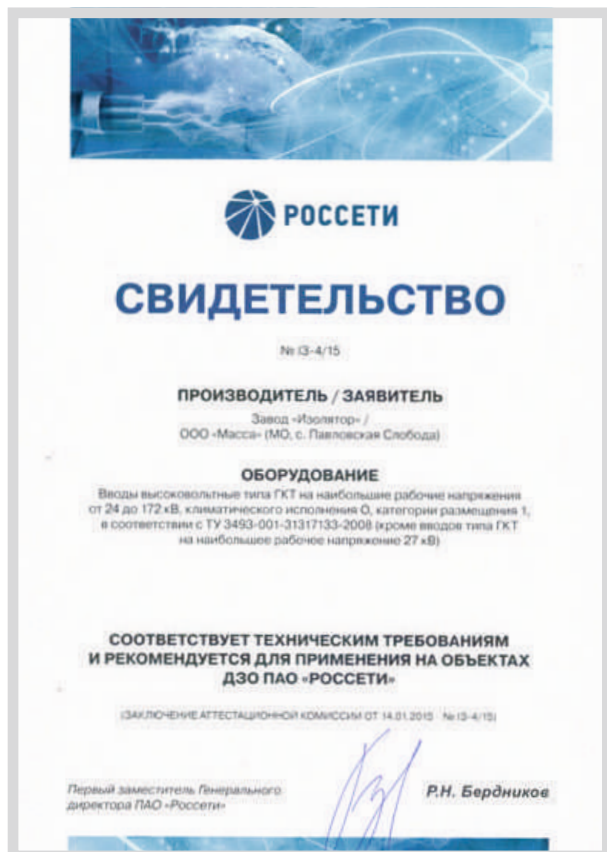 РОССЕТИ
СВИДЕТЕЛЬСТВО
№ I3-4/15
ПРОИЗВОДИТЕЛЬ / ЗАЯВИТЕЛЬ
Завод «Изолятор» /
ООО «Масса» (МО, с. Павловская Слобода)
ОБОРУДОВАНИЕ
Вводы высоковольтные типа ГКТ на наибольшие рабочие напряжения
от 24 до 172 кВ, климатического исполнения О, категории размещения 1,
в соответствии с ТУ 3493-001-31317133-2008 (кроме вводов типа ГКТ
на наибольшее рабочее напряжение 27 кВ)
СООТВЕТСТВУЕТ ТЕХНИЧЕСКИМ ТРЕБОВАНИЯМ
И РЕКОМЕНДУЕТСЯ ДЛЯ ПРИМЕНЕНИЯ НА ОБЪЕКТАХ
ДЗО ПАО «РОССЕТИ»
(ЗАКЛЮЧЕНИЕ АТТЕСТАЦИОННОЙ КОМИССИИ ОТ 14.01.2015 № I3-4/15)
Первый заместитель Генерального
директора ПАО «Россети»
Р.Н. Бердников